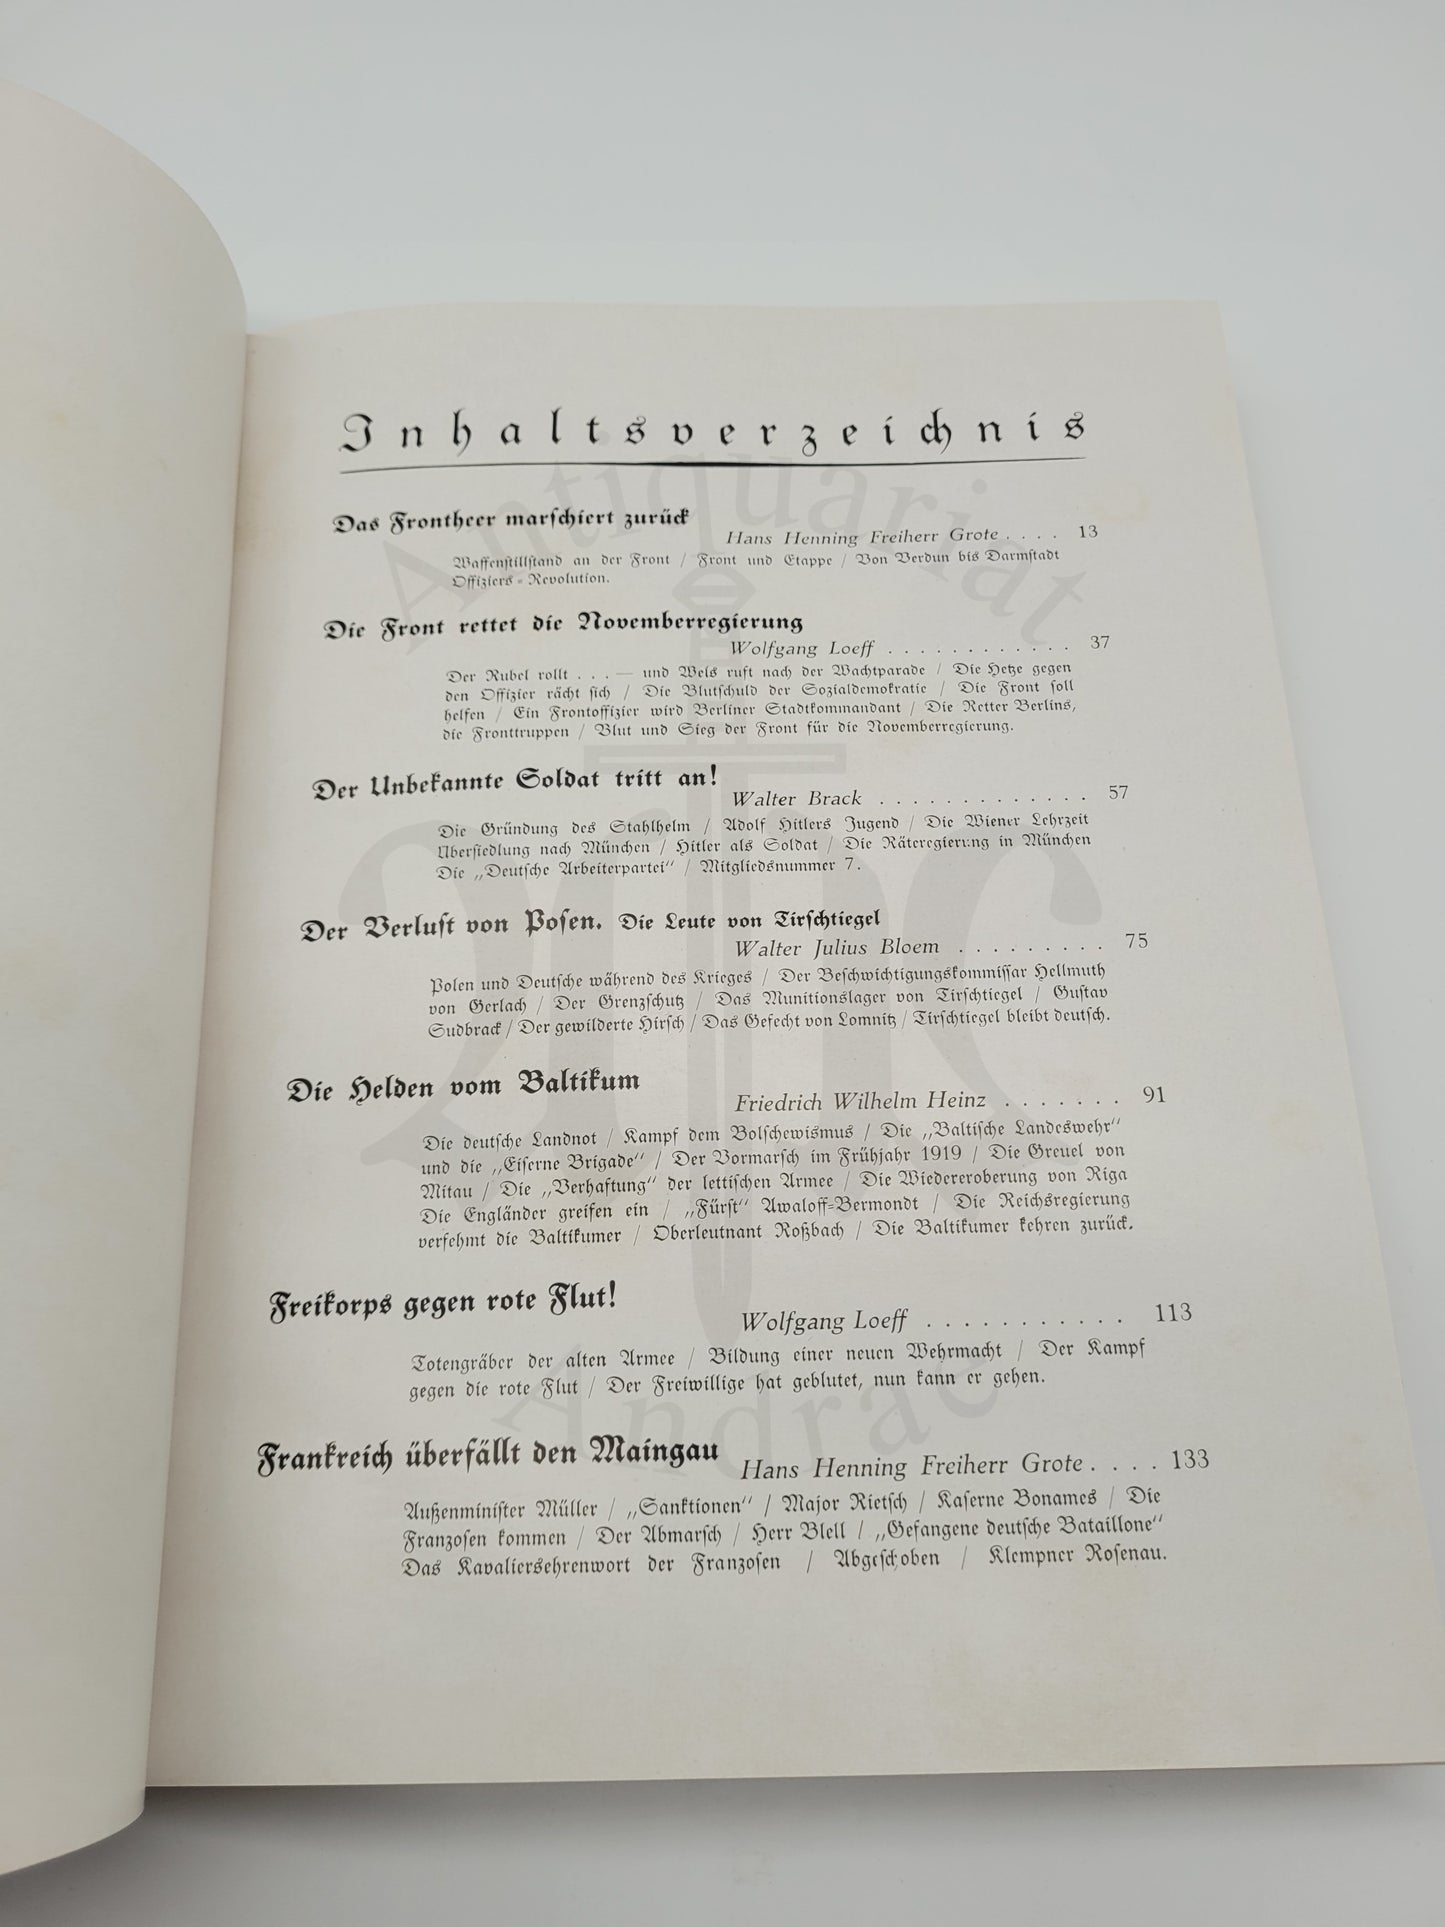 Inhaltsverzeichnis
Das Frontheer marschiert zurück
Hans Henning Freiherr Grote . . . . 13
Waffenstillstand an der Front / Front und Etappe / Von Verdun bis Darmstadt
Offiziers-Revolution.
Die Front rettet die Novemberregierung
Wolfgang Loeff . . . . . . . . . . . . 37
Der Rubel rollt . . . — und Wels ruft nach der Wachtparade / Die Hetze gegen
den Offizier rächt sich / Die Blutschuld der Sozialdemokratie / Die Front soll
helfen / Ein Frontoffizier wird Berliner Stadtkommandant / Die Retter Berlins,
die Fronttruppen / Blut und Sieg der Front für die Novemberregierung.
Der Unbekannte Soldat tritt an!
Walter Brack . . . . . . . . . . . . . 57
Die Gründung des Stahlhelm / Adolf Hitlers Jugend / Die Wiener Lehrzeit
Übersiedlung nach München / Hitler als Soldat / Die Räteregierung in München
Die „Deutsche Arbeiterpartei“ / Mitgliedsnummer 7.
Der Verlust von Posen. Die Leute von Tirschtiegel
Walter Julius Bloem . . . . . . . . . 75
Polen und Deutsche während des Krieges / Der Beschwichtigungskommissar Hellmuth
von Gerlach / Der Grenzschutz / Das Munitionslager von Tirschtiegel / Gustav
Sudbrack / Der gewilderte Hirsch / Das Gefecht von Lomnitz / Tirschtiegel bleibt deutsch.
Die Helden vom Baltikum
Friedrich Wilhelm Heinz . . . . . . . 91
Die deutsche Landnot / Kampf dem Bolschewismus / Die „Baltische Landeswehr“
und die „Eiserne Brigade“ / Der Vormarsch im Frühjahr 1919 / Die Greuel von
Mitau / Die „Verhaftung“ der lettischen Armee / Die Wiedereroberung von Riga
Die Engländer greifen ein / „Fürst“ Awaloff-Bermondt / Die Reichsregierung
verfehmt die Baltikumer / Oberleutnant Roßbach / Die Baltikumer kehren zurück.
Freikorps gegen rote Flut!
Wolfgang Loeff . . . . . . . . . . . 113
Totengräber der alten Armee / Bildung einer neuen Wehrmacht / Der Kampf
gegen die rote Flut / Der Freiwillige hat geblutet, nun kann er gehen.
Frankreich überfällt den Maingau
Hans Henning Freiherr Grote . . . . 133
Außenminister Müller / „Sanktionen“ / Major Rietsch / Kaserne Bonames / Die
Franzosen kommen / Der Abmarsch / Herr Blell / „Gefangene deutsche Bataillone“
Das Kavaliersehrenwort der Franzosen / Abgeschoben / Klempner Rosenau.
Antiquariat
Andrae